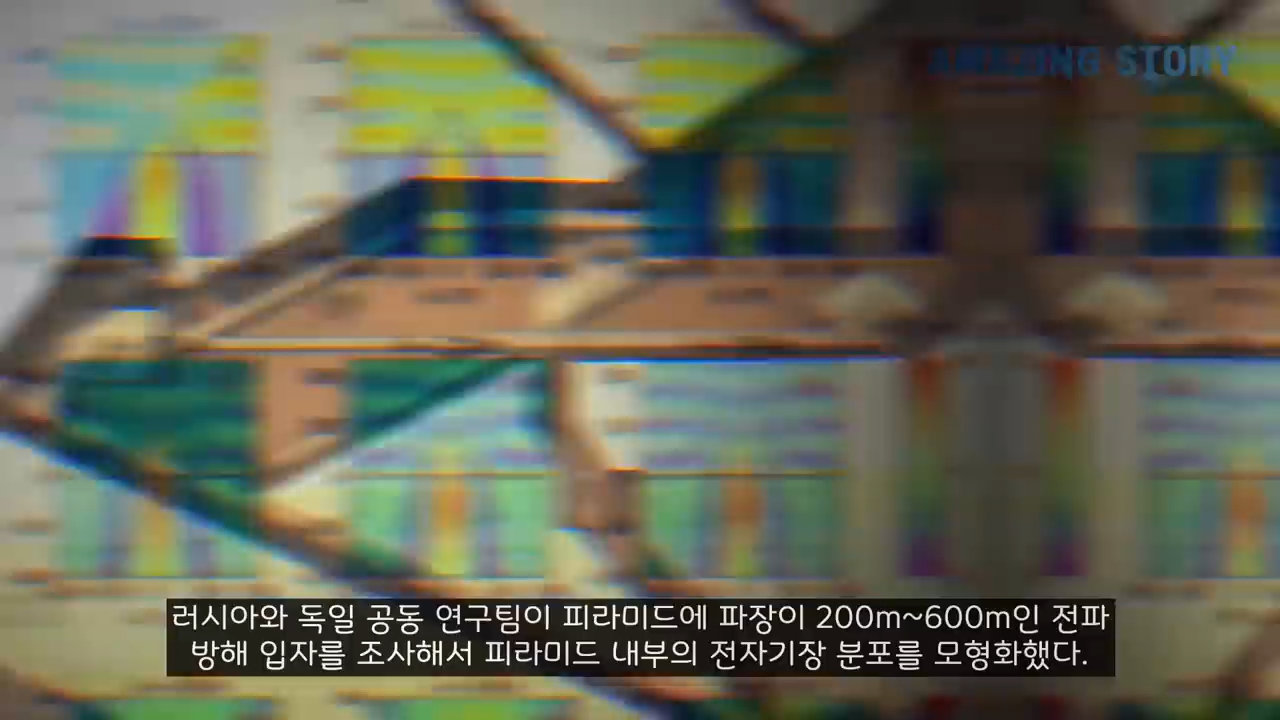 AMAZING STORY
러시아와 독일 공동 연구팀이 피라미드에 파장이 200m~600m인 전파
방해 입자를 조사해서 피라미드 내부의 전자기장 분포를 모형화했다.